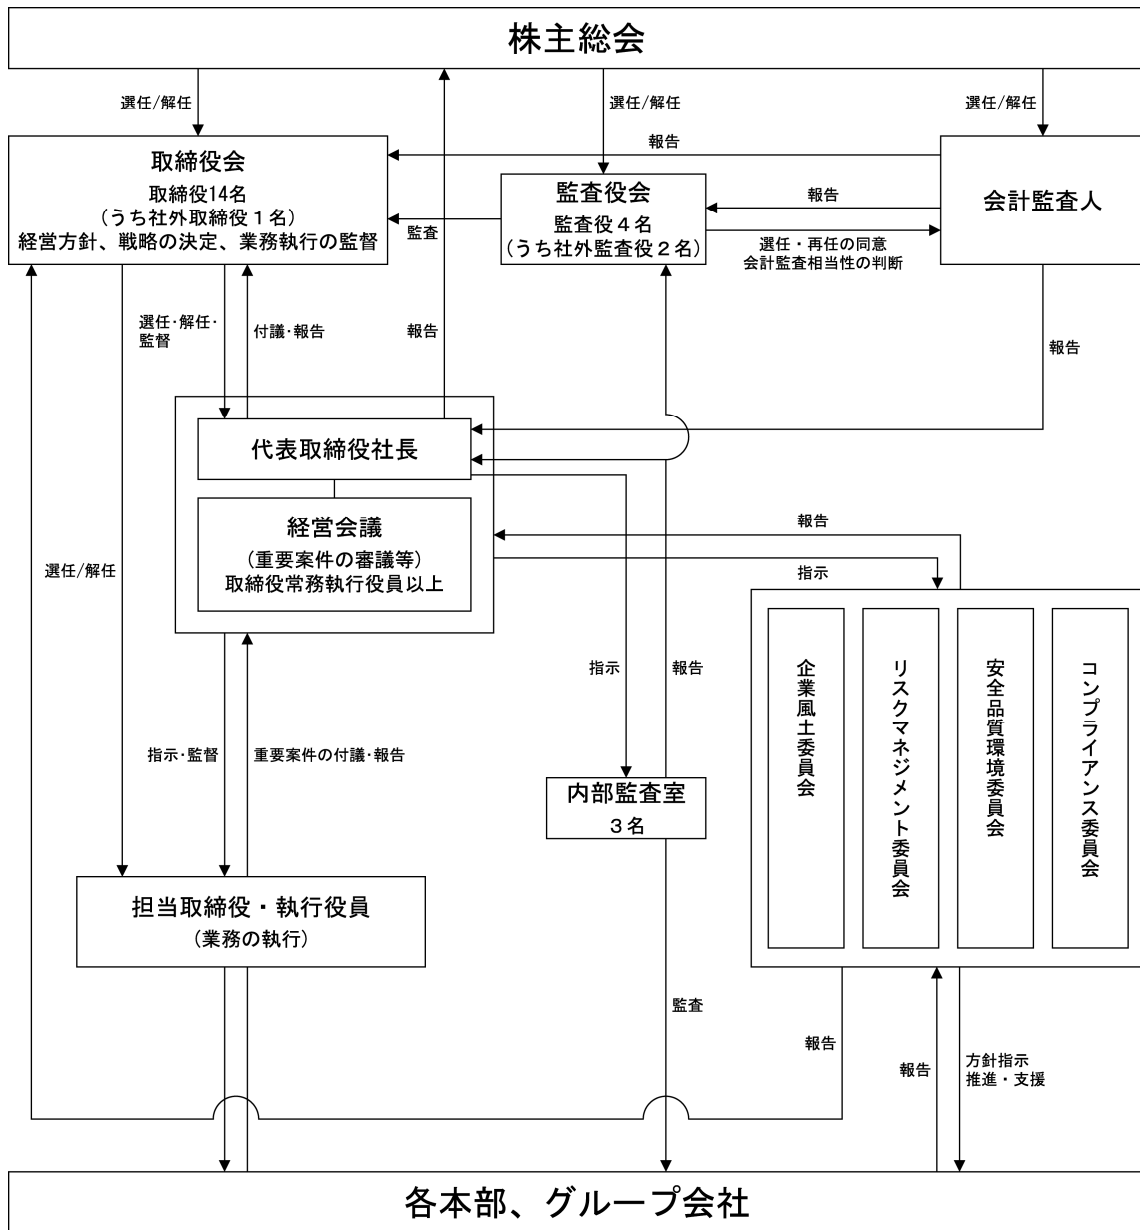 株主総会
選任/解任
選任/解任
選任/解任
取締役会
取締役14名
（うち社外取締役１名）
経営方針、戦略の決定、業務執行の監督
報告
監査役会
監査役４名
（うち社外監査役２名）
会計監査人
報告
監査
選任・再任の同意
会計監査相当性の判断
選任･解任･
監督
付議･報告
報告
報告
代表取締役社長
経営会議
（重要案件の審議等）
取締役常務執行役員以上
選任/解任
報告
指示
指示
報告
企業風土委員会
リスクマネジメント委員会
安全品質環境委員会
コンプライアンス委員会
指示･監督
重要案件の付議･報告
内部監査室
３名
担当取締役・執行役員
（業務の執行）
監査
報告
報告
方針指示
推進・支援
各本部、グループ会社